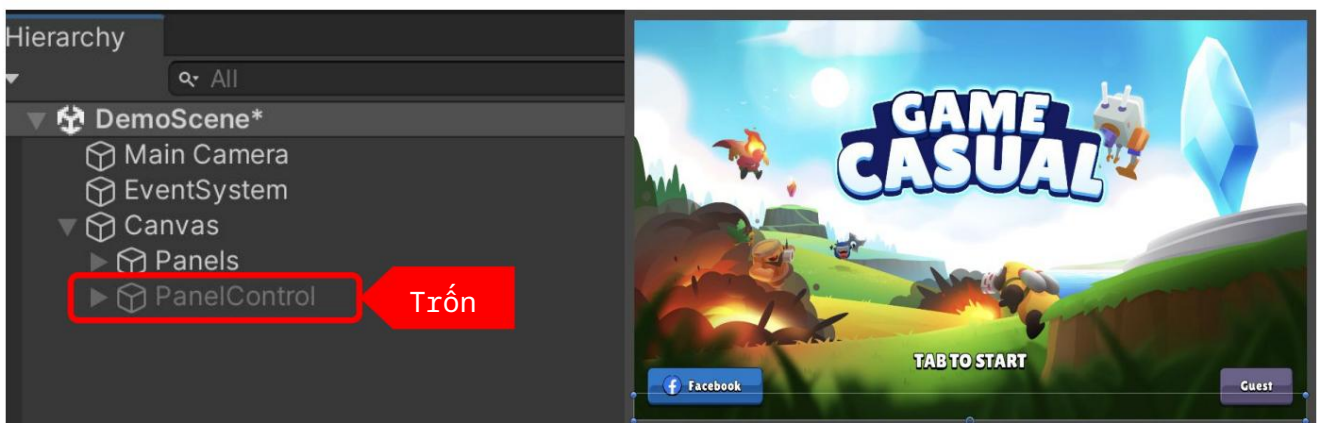 Hierarchy
All
DemoScene*
Main Camera
EventSystem
Canvas
Panels
PanelControl
Trốn
GAME
CASUAL
TAB TO START
Facebook
Guest